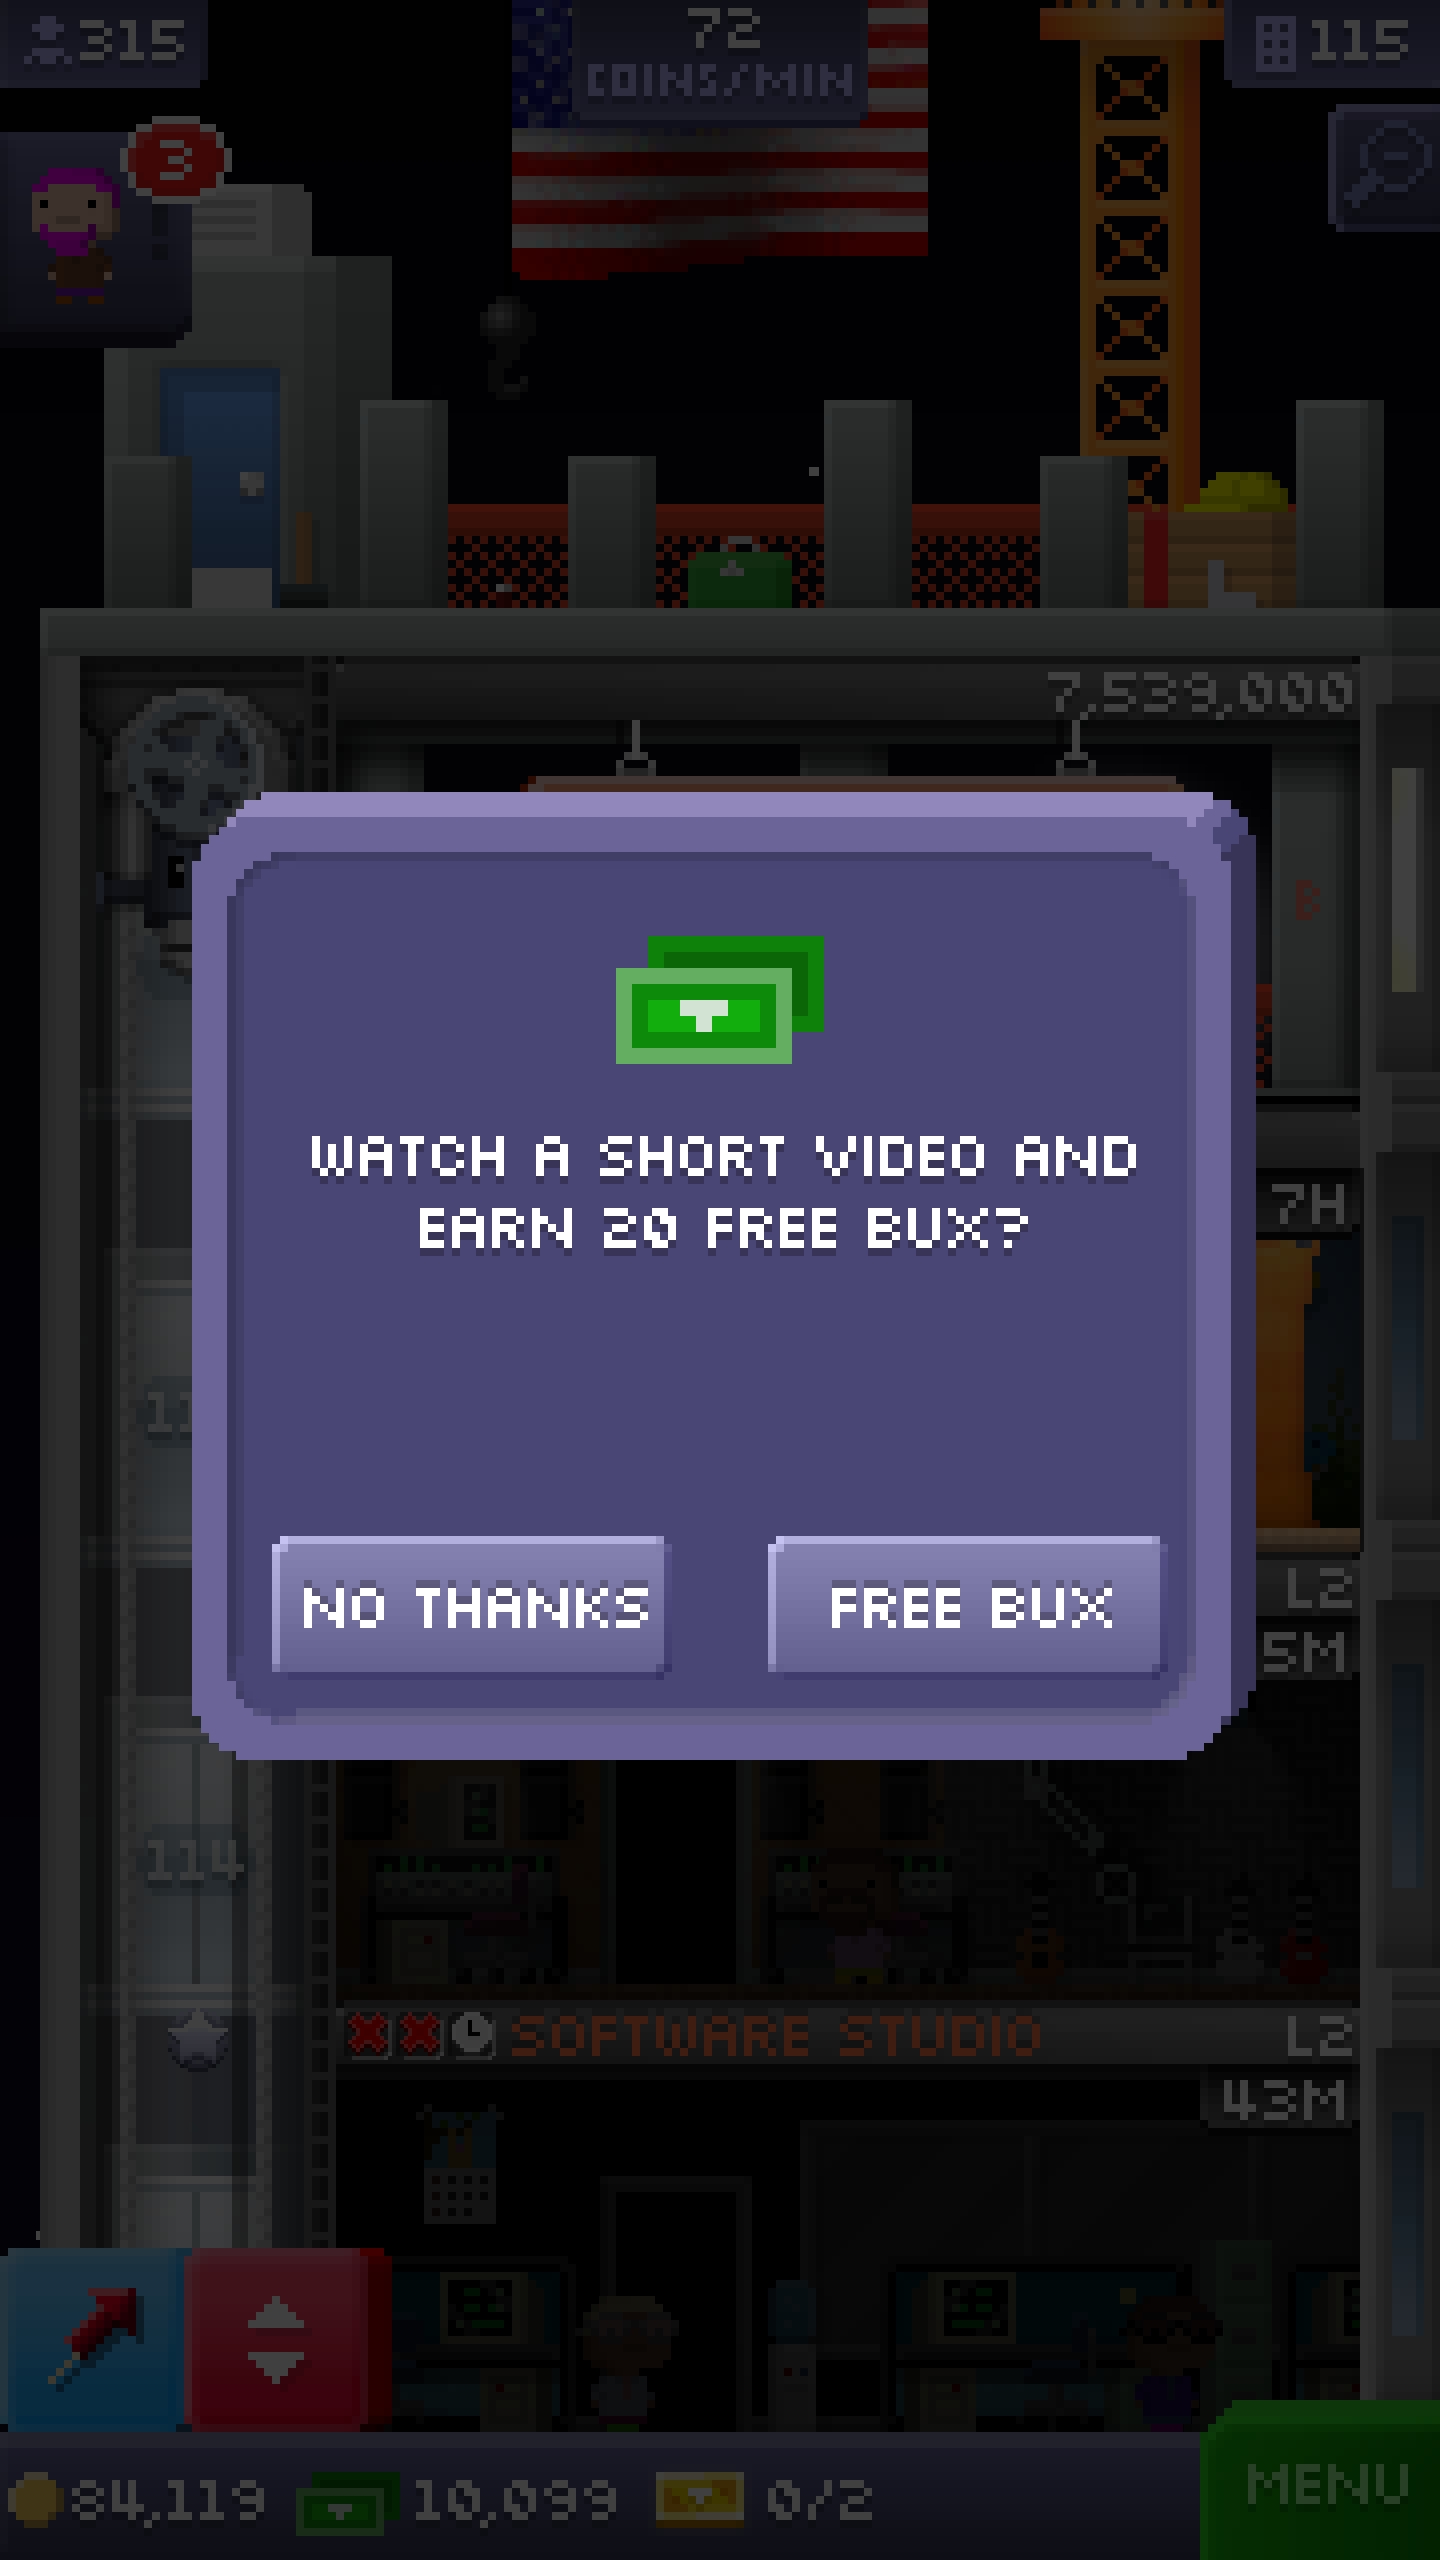 315
72
COINS/MIN
115
3
7,539,000
B
WATCH A SHORT VIDEO AND
EARN 20 FREE BUX?
7H
NO THANKS
FREE BUX
L2
5M
114
SOFTWARE STUDIO
L2
43M
84,119
10,099
0/2
MENU